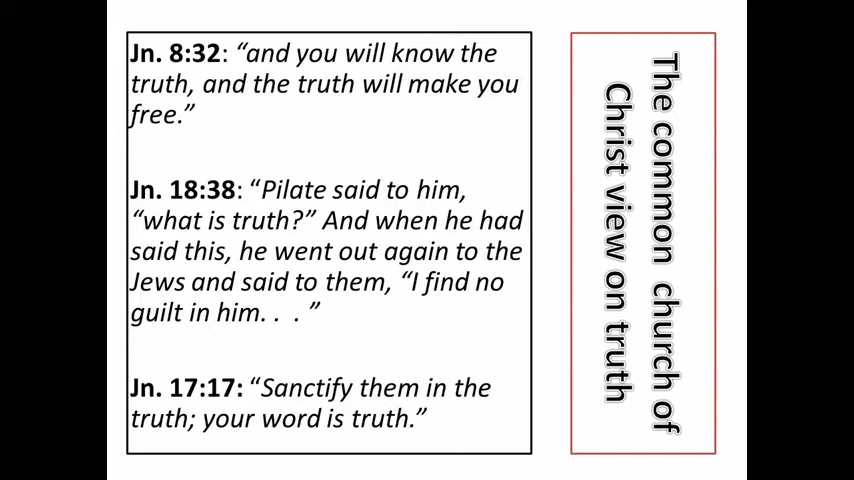 Jn. 8:32: “and you will know the
truth, and the truth will make you
free.”
Jn. 18:38: “Pilate said to him,
“what is truth?” And when he had
said this, he went out again to the
Jews and said to them, “I find no
guilt in him. . . ”
Jn. 17:17: “Sanctify them in the
truth; your word is truth.”
The common church of
Christ view on truth